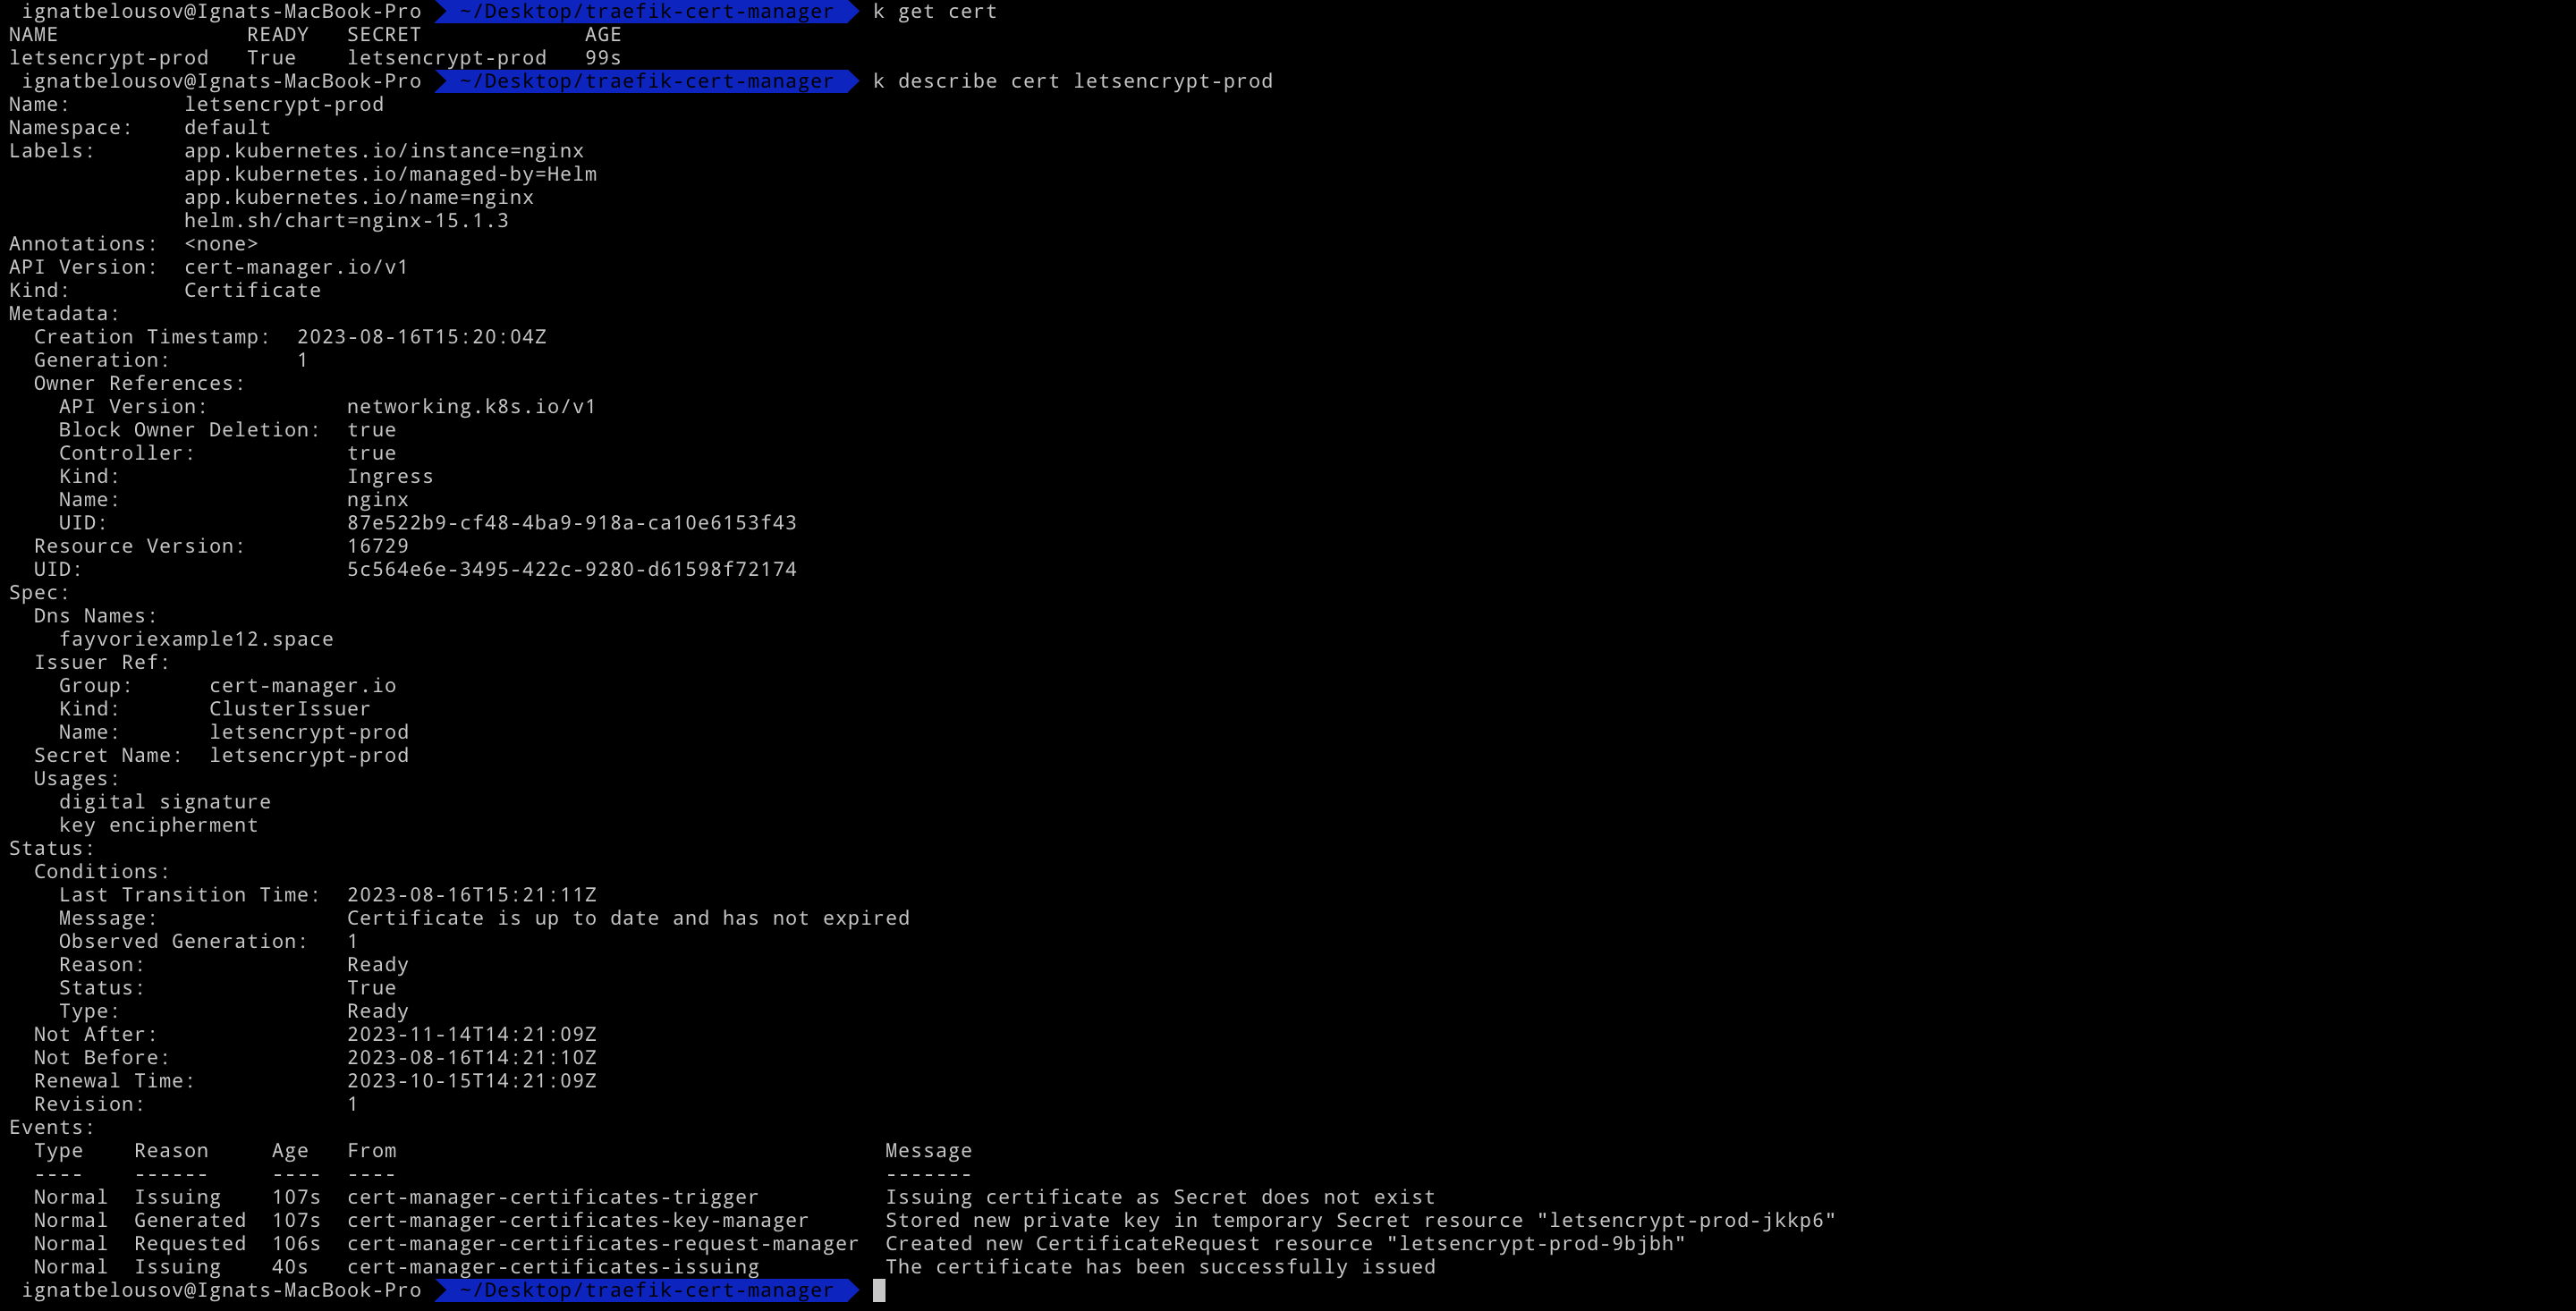 ignatbelousov@Ignats-MacBook-Pro ~/Desktop/traefik-cert-manager k get cert
NAME READY SECRET AGE
letsencrypt-prod True letsencrypt-prod 99s
ignatbelousov@Ignats-MacBook-Pro ~/Desktop/traefik-cert-manager k describe cert letsencrypt-prod
Name: letsencrypt-prod
Namespace: default
Labels: app.kubernetes.io/instance=nginx
app.kubernetes.io/managed-by=Helm
app.kubernetes.io/name=nginx
helm.sh/chart=nginx-15.1.3
Annotations: <none>
API Version: cert-manager.io/v1
Kind: Certificate
Metadata:
Creation Timestamp: 2023-08-16T15:20:04Z
Generation: 1
Owner References:
API Version: networking.k8s.io/v1
Block Owner Deletion: true
Controller: true
Kind: Ingress
Name: nginx
UID: 87e522b9-cf48-4ba9-918a-ca10e6153f43
Resource Version: 16729
UID: 5c564e6e-3495-422c-9280-d61598f72174
Spec:
Dns Names:
fayvoriexample12.space
Issuer Ref:
Group: cert-manager.io
Kind: ClusterIssuer
Name: letsencrypt-prod
Secret Name: letsencrypt-prod
Usages:
digital signature
key encipherment
Status:
Conditions:
Last Transition Time: 2023-08-16T15:21:11Z
Message: Certificate is up to date and has not expired
Observed Generation: 1
Reason: Ready
Status: True
Type: Ready
Not After: 2023-11-14T14:21:09Z
Not Before: 2023-08-16T14:21:10Z
Renewal Time: 2023-10-15T14:21:09Z
Revision: 1
Events:
Type Reason Age From Message
---- ------ ---- ---- -------
Normal Issuing 107s cert-manager-certificates-trigger Issuing certificate as Secret does not exist
Normal Generated 107s cert-manager-certificates-key-manager Stored new private key in temporary Secret resource "letsencrypt-prod-jkkp6"
Normal Requested 106s cert-manager-certificates-request-manager Created new CertificateRequest resource "letsencrypt-prod-9bjbh"
Normal Issuing 40s cert-manager-certificates-issuing The certificate has been successfully issued
ignatbelousov@Ignats-MacBook-Pro ~/Desktop/traefik-cert-manager